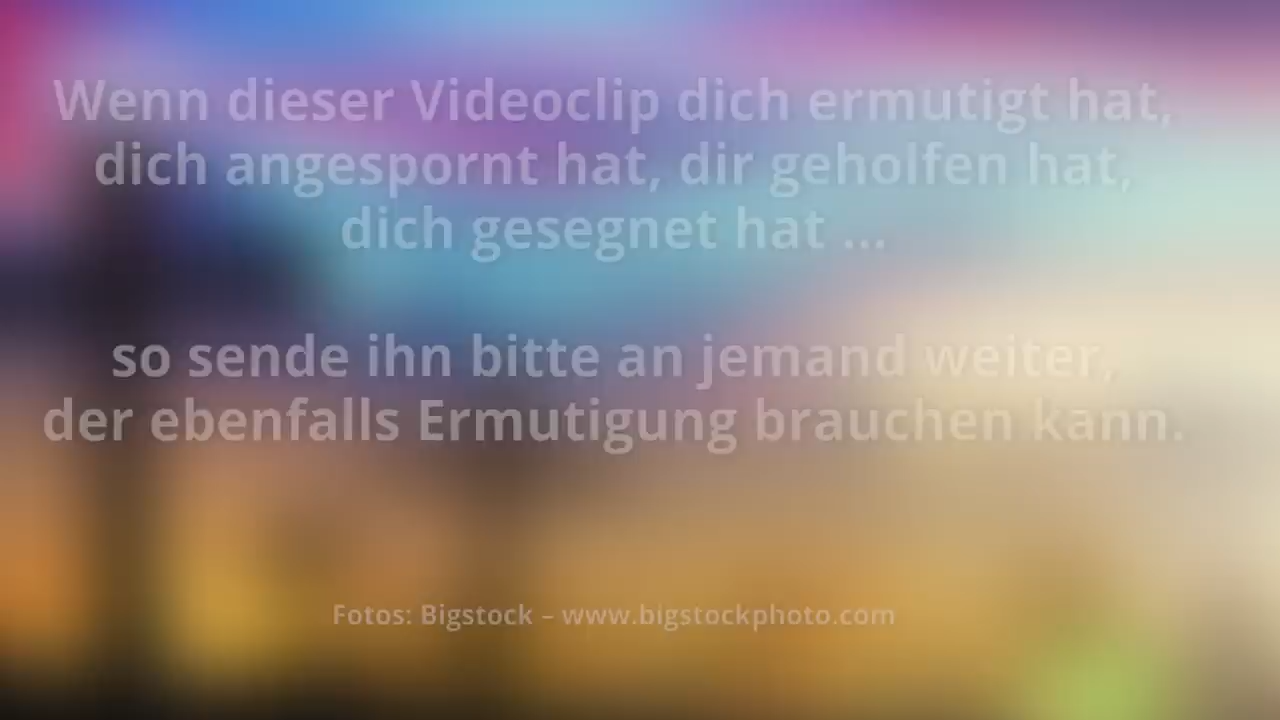 Wenn dieser Videoclip dich ermutigt hat,
dich angespornt hat, dir geholfen hat,
dich gesegnet hat ...
so sende ihn bitte an jemand weiter,
der ebenfalls Ermutigung brauchen kann.
Fotos: Bigstock – www.bigstockphoto.com